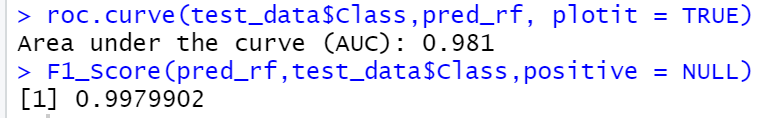 > roc.curve(test_data$Class,pred_rf, plotit = TRUE)
Area under the curve (AUC): 0.981
> F1_Score(pred_rf,test_data$Class,positive = NULL)
[1] 0.9979902